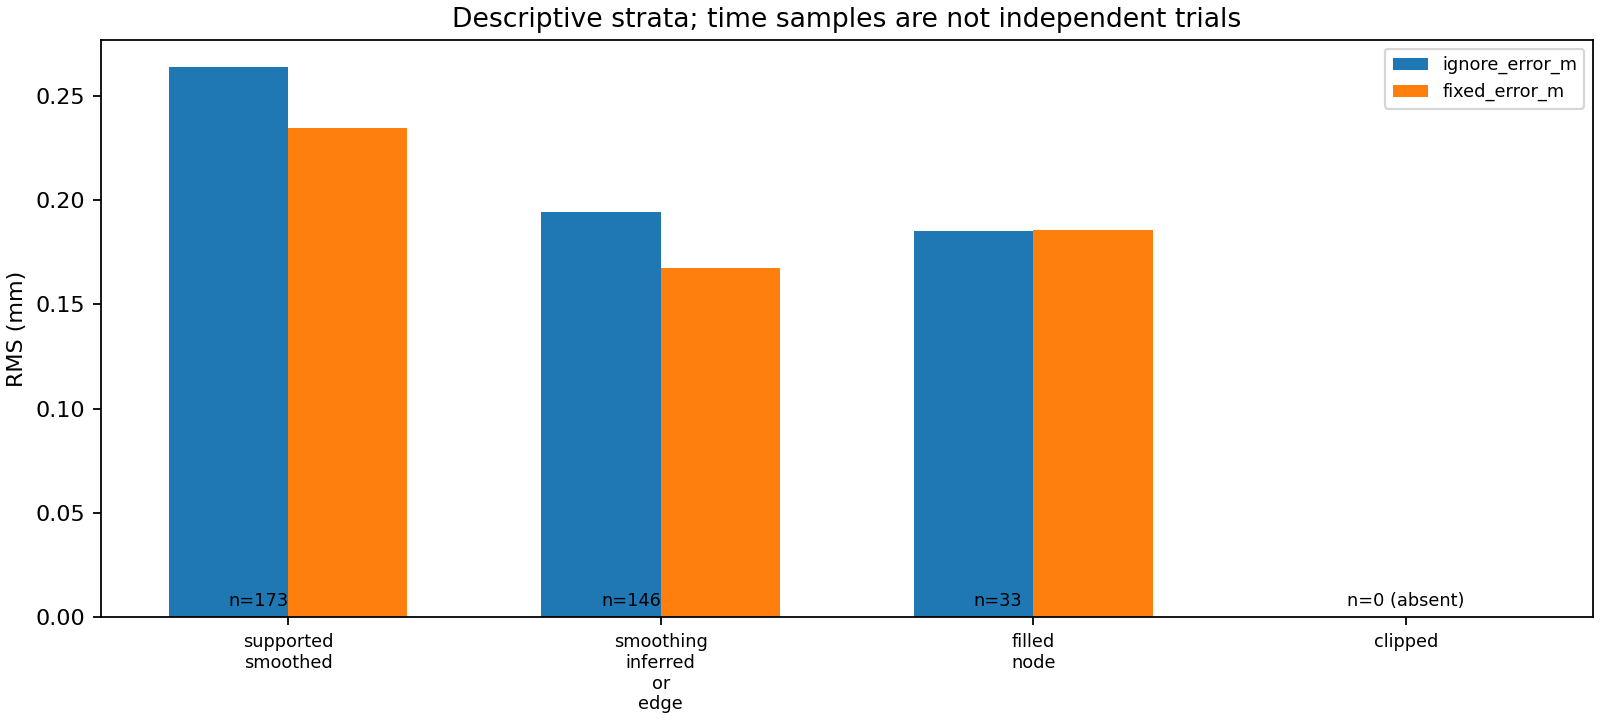 Descriptive strata; time samples are not independent trials
ignore_error_m
fixed_error_m
RMS (mm)
0.25
0.20
0.15
0.10
0.05
0.00
n=173
n=146
n=33
n=0 (absent)
supported
smoothed
smoothing
inferred
or
edge
filled
node
clipped